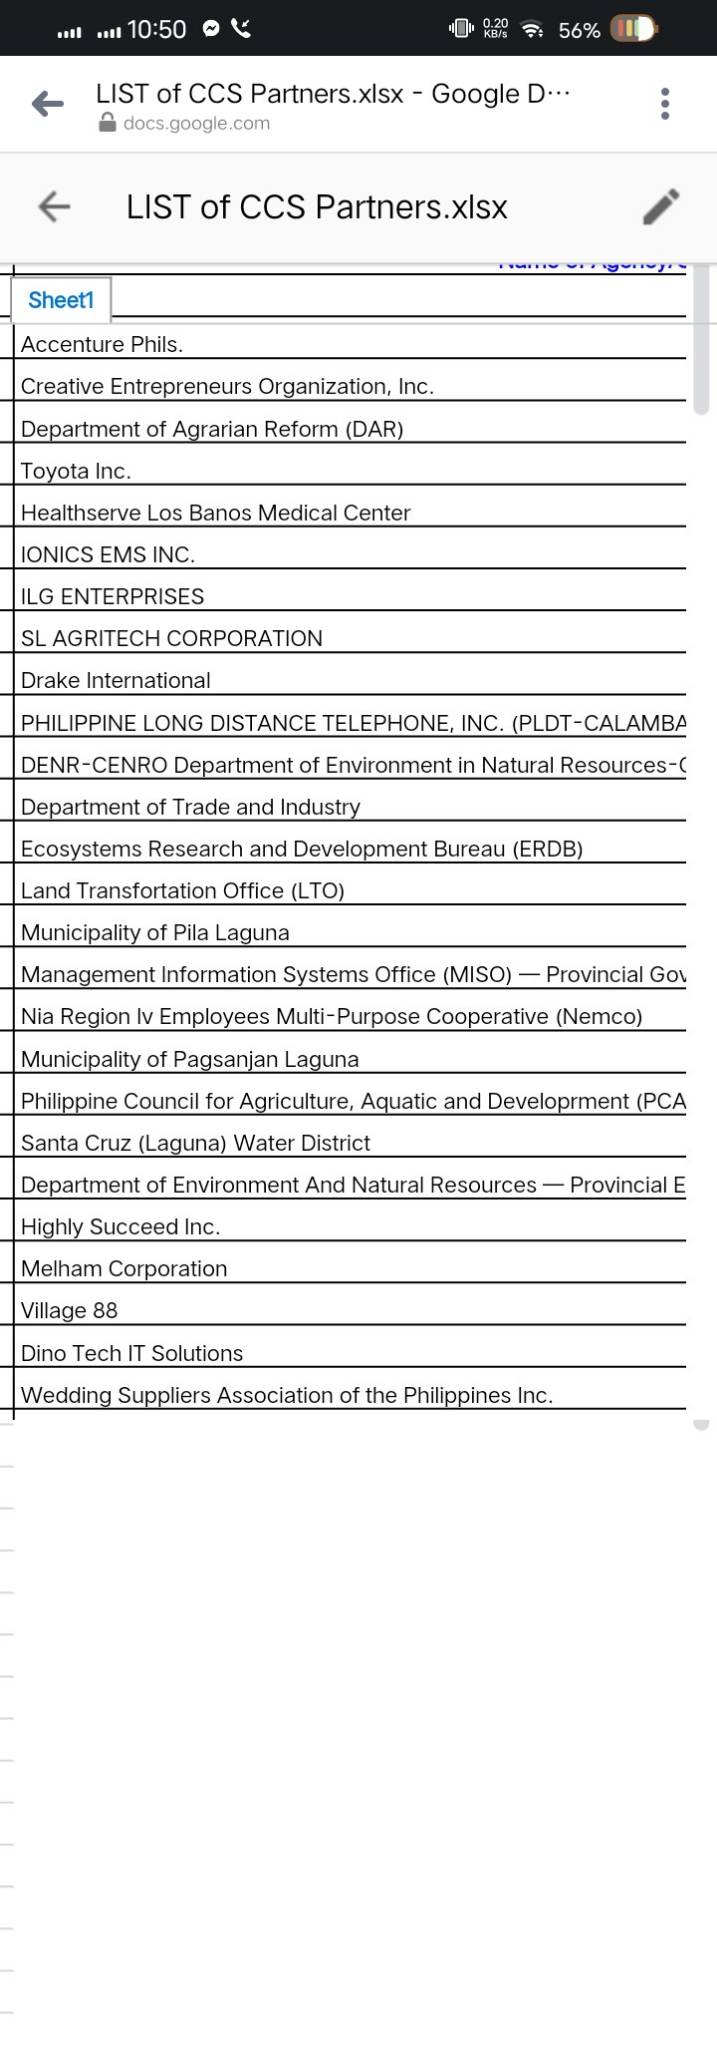 10:50
0.20
KB/s
56%
LIST of CCS Partners.xlsx - Google D···
docs.google.com
LIST of CCS Partners.xlsx
Name of Agency/
Sheet1
Accenture Phils.
Creative Entrepreneurs Organization, Inc.
Department of Agrarian Reform (DAR)
Toyota Inc.
Healthserve Los Banos Medical Center
IONICS EMS INC.
ILG ENTERPRISES
SL AGRITECH CORPORATION
Drake International
PHILIPPINE LONG DISTANCE TELEPHONE, INC. (PLDT-CALAMBA
DENR-CENRO Department of Environment in Natural Resources-
Department of Trade and Industry
Ecosystems Research and Development Bureau (ERDB)
Land Transfortation Office (LTO)
Municipality of Pila Laguna
Management Information Systems Office (MISO) — Provincial Gov
Nia Region Iv Employees Multi-Purpose Cooperative (Nemco)
Municipality of Pagsanjan Laguna
Philippine Council for Agriculture, Aquatic and Developrment (PCA
Santa Cruz (Laguna) Water District
Department of Environment And Natural Resources — Provincial E
Highly Succeed Inc.
Melham Corporation
Village 88
Dino Tech IT Solutions
Wedding Suppliers Association of the Philippines Inc.